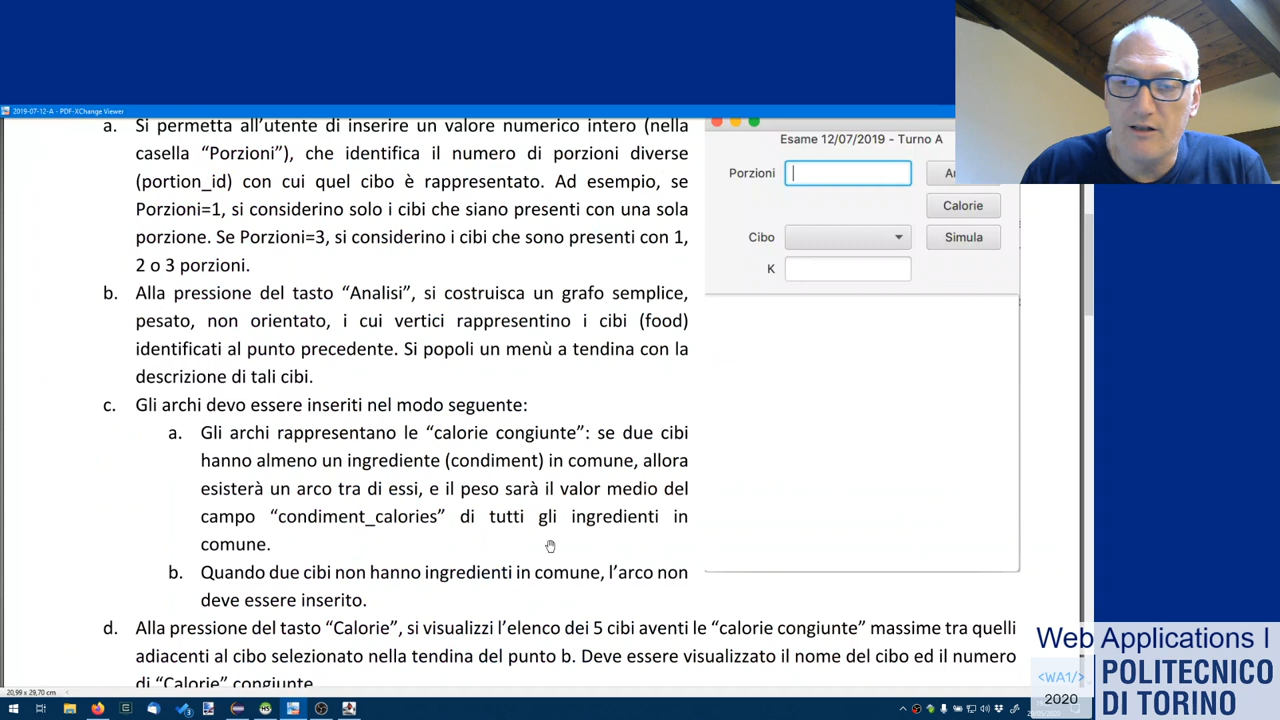 2019-07-12-A - PDF-XChange Viewer
a. Si permetta all'utente di inserire un valore numerico intero (nella
casella "Porzioni"), che identifica il numero di porzioni diverse
(portion_id) con cui quel cibo è rappresentato. Ad esempio, se
Porzioni=1, si considerino solo i cibi che siano presenti con una sola
porzione. Se Porzioni=3, si considerino i cibi che sono presenti con 1,
2 o 3 porzioni.
b. Alla pressione del tasto "Analisi", si costruisca un grafo semplice,
pesato, non orientato, i cui vertici rappresentino i cibi (food)
identificati al punto precedente. Si popoli un menù a tendina con la
descrizione di tali cibi.
c. Gli archi devo essere inseriti nel modo seguente:
a. Gli archi rappresentano le "calorie congiunte": se due cibi
hanno almeno un ingrediente (condiment) in comune, allora
esisterà un arco tra di essi, e il peso sarà il valor medio del
campo "condiment_calories" di tutti gli ingredienti in
comune.
b. Quando due cibi non hanno ingredienti in comune, l'arco non
deve essere inserito.
d. Alla pressione del tasto "Calorie", si visualizzi l'elenco dei 5 cibi aventi le "calorie congiunte" massime tra quelli
adiacenti al cibo selezionato nella tendina del punto b. Deve essere visualizzato il nome del cibo ed il numero
di "Calorie" congiunte
Esame 12/07/2019 - Turno A
Porzioni
Calorie
Cibo
Simula
K
20,99 x 29,70 cm
Web Applications I
<WA1/>
2020
POLITECNICO
DI TORINO